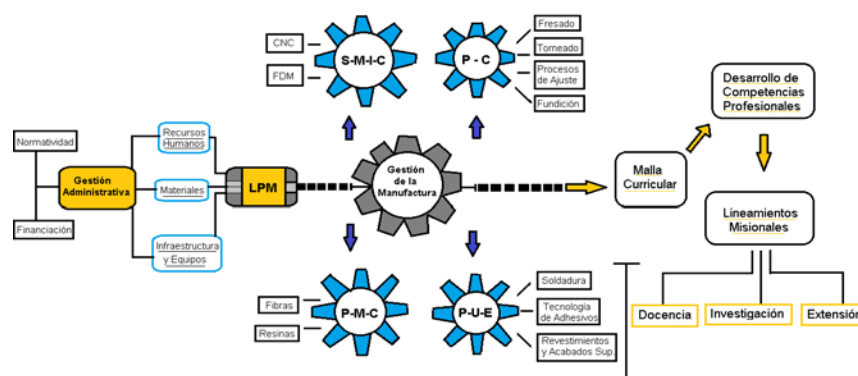 CNC
FDM
S-M-I-C
P - C
Fresado
Torneado
Procesos
de Ajuste
Fundición
Desarrollo de
Competencias
Profesionales
Normatividad
Gestión
Administrativa
Financiación
Recursos
Humanos
Materiales
Infraestructura
y Equipos
LPM
Gestión
de la
Manufactura
Malla
Curricular
Lineamientos
Misionales
Fibras
Resinas
P-M-C
P-U-E
Soldadura
Tecnología
de Adhesivos
Revestimientos
y Acabados Sup.
Docencia
Investigación
Extensión